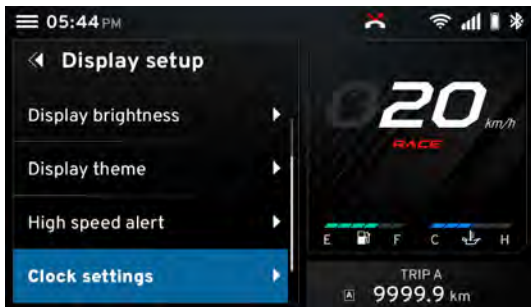 05:44 PM
Display setup
Display brightness
Display theme
High speed alert
Clock settings
020 km/h
RACE
E F C H
TRIP A
A 9999.9 km